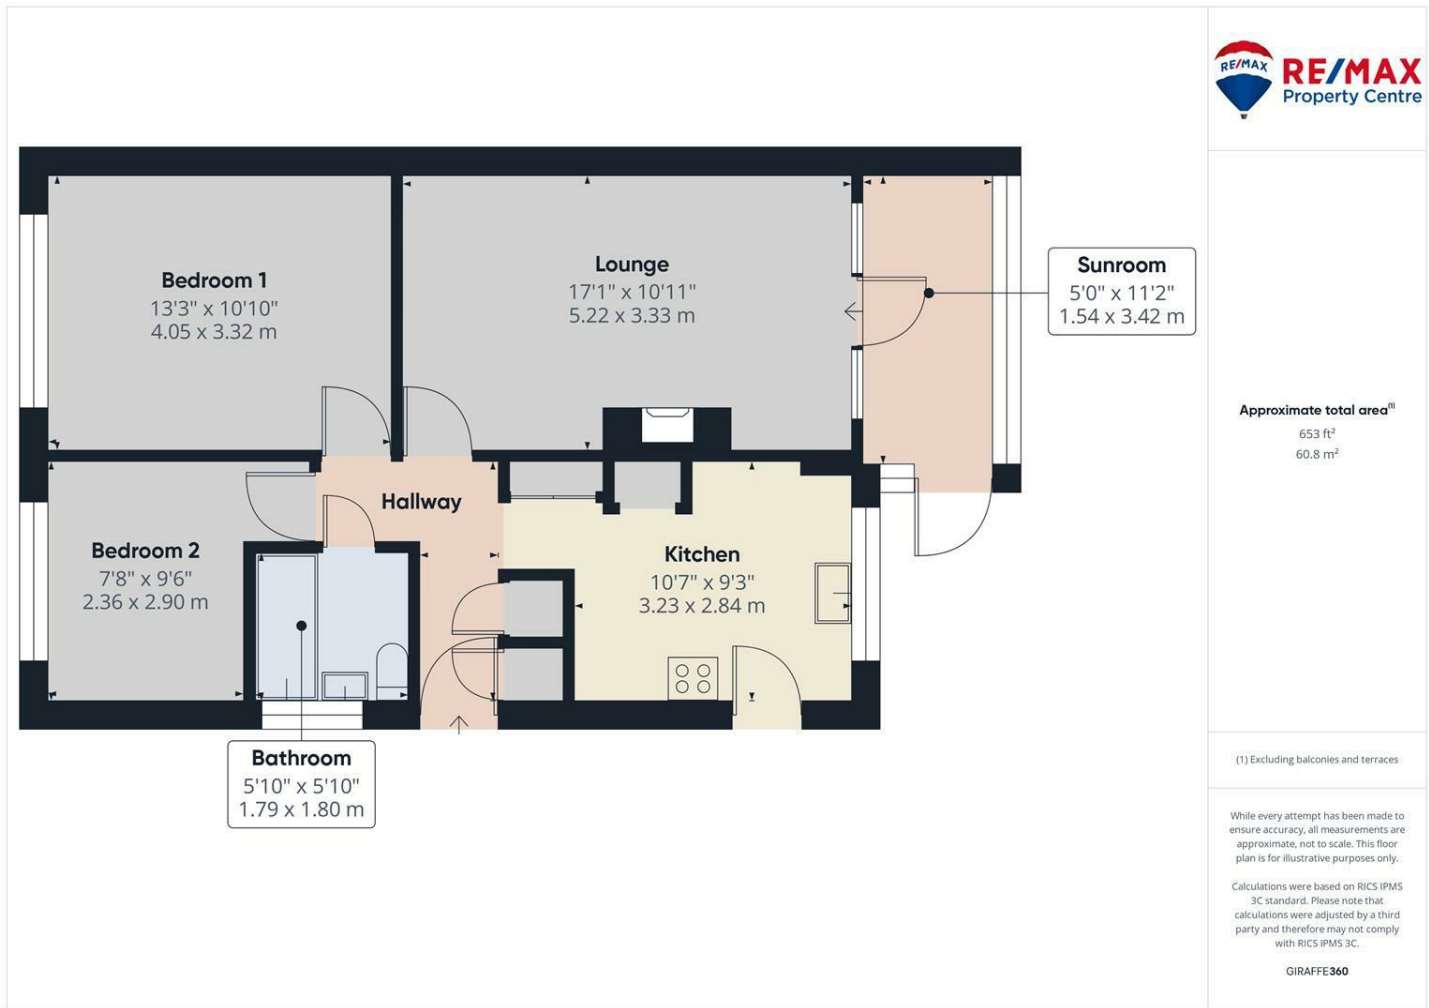 RE/MAX
RE/MAX
Property Centre
Bedroom 1
13'3" x 10'10"
4.05 x 3.32 m
Lounge
17'1" x 10'11"
5.22 x 3.33 m
Sunroom
5'0" x 11'2"
1.54 x 3.42 m
Hallway
Bedroom 2
7'8" x 9'6"
2.36 x 2.90 m
Kitchen
10'7" x 9'3"
3.23 x 2.84 m
Bathroom
5'10" x 5'10"
1.79 x 1.80 m
Approximate total area(1)
653 ft²
60.8 m²
(1) Excluding balconies and terraces
While every attempt has been made to
ensure accuracy, all measurements are
approximate, not to scale. This floor
plan is for illustrative purposes only.
Calculations were based on RICS IPMS
3C standard. Please note that
calculations were adjusted by a third
party and therefore may not comply
with RICS IPMS 3C.
GIRAFFE360